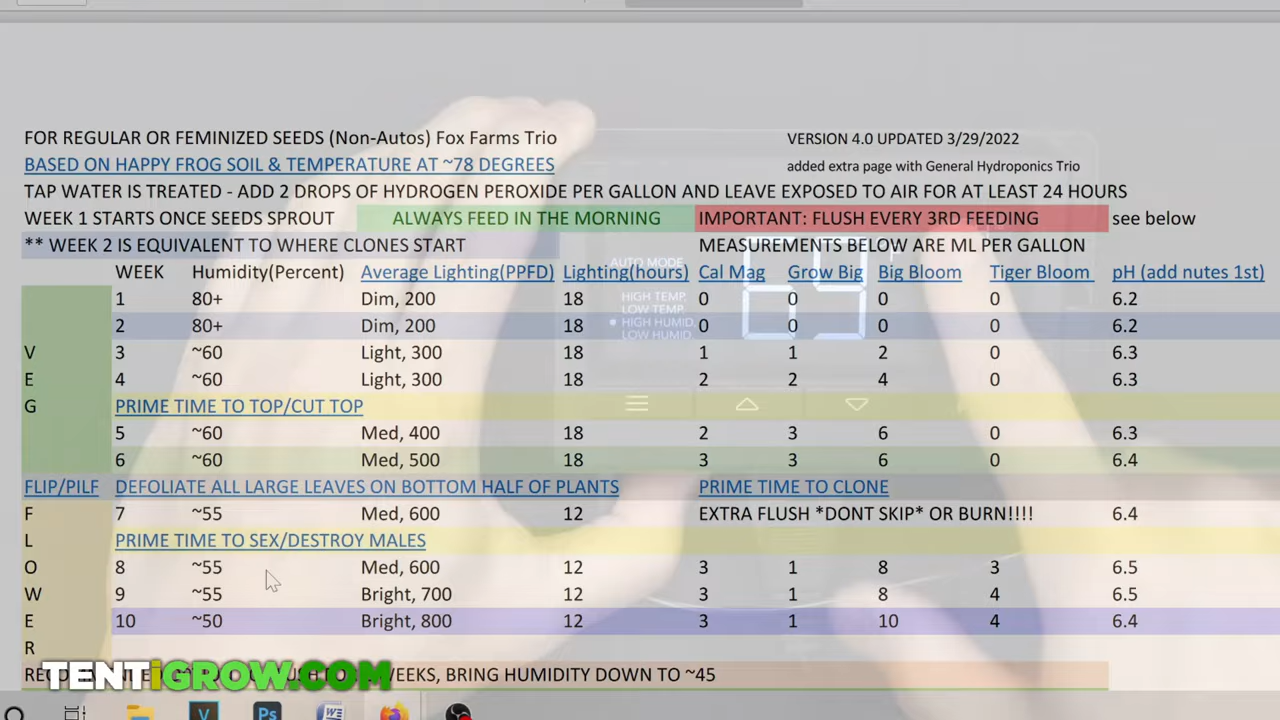 FOR REGULAR OR FEMINIZED SEEDS (Non-Autos) Fox Farms Trio VERSION 4.0 UPDATED 3/29/2022
BASED ON HAPPY FROG SOIL & TEMPERATURE AT ~78 DEGREES added extra page with General Hydroponics Trio
TAP WATER IS TREATED - ADD 2 DROPS OF HYDROGEN PEROXIDE PER GALLON AND LEAVE EXPOSED TO AIR FOR AT LEAST 24 HOURS
WEEK 1 STARTS ONCE SEEDS SPROUT ALWAYS FEED IN THE MORNING IMPORTANT: FLUSH EVERY 3RD FEEDING see below
** WEEK 2 IS EQUIVALENT TO WHERE CLONES START MEASUREMENTS BELOW ARE ML PER GALLON
WEEK Humidity(Percent) Average Lighting(PPFD) Lighting(hours) Cal Mag Grow Big Big Bloom Tiger Bloom pH (add nutes 1st)
1 80+ Dim, 200 18 0 0 0 0 6.2
2 80+ Dim, 200 18 0 0 0 0 6.2
V 3 ~60 Light, 300 18 1 1 2 0 6.3
E 4 ~60 Light, 300 18 2 2 4 0 6.3
G PRIME TIME TO TOP/CUT TOP
5 ~60 Med, 400 18 2 3 6 0 6.3
6 ~60 Med, 500 18 3 3 6 0 6.4
FLIP/PILF DEFOLIATE ALL LARGE LEAVES ON BOTTOM HALF OF PLANTS PRIME TIME TO CLONE
F 7 ~55 Med, 600 12 EXTRA FLUSH *DONT SKIP* OR BURN!!!! 6.4
L PRIME TIME TO SEX/DESTROY MALES
O 8 ~55 Med, 600 12 3 1 8 3 6.5
W 9 ~55 Bright, 700 12 3 1 8 4 6.5
E 10 ~50 Bright, 800 12 3 1 10 4 6.4
R
WEEKS, BRING HUMIDITY DOWN TO ~45
TENTiGROW.COM
AUTO MODE
HIGH TEMP.
LOW TEMP.
HIGH HUMID.
LOW HUMID.
69
F
V
Ps
W